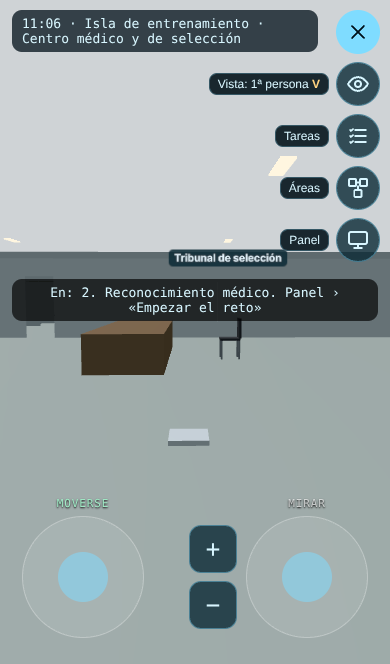 11:06 · Isla de entrenamiento ·
Centro médico y de selección
Vista: 1ª persona V
Tareas
Áreas
Panel
Tribunal de selección
En: 2. Reconocimiento médico. Panel ›
«Empezar el reto»
MOVERSE
MIRAR
+
−